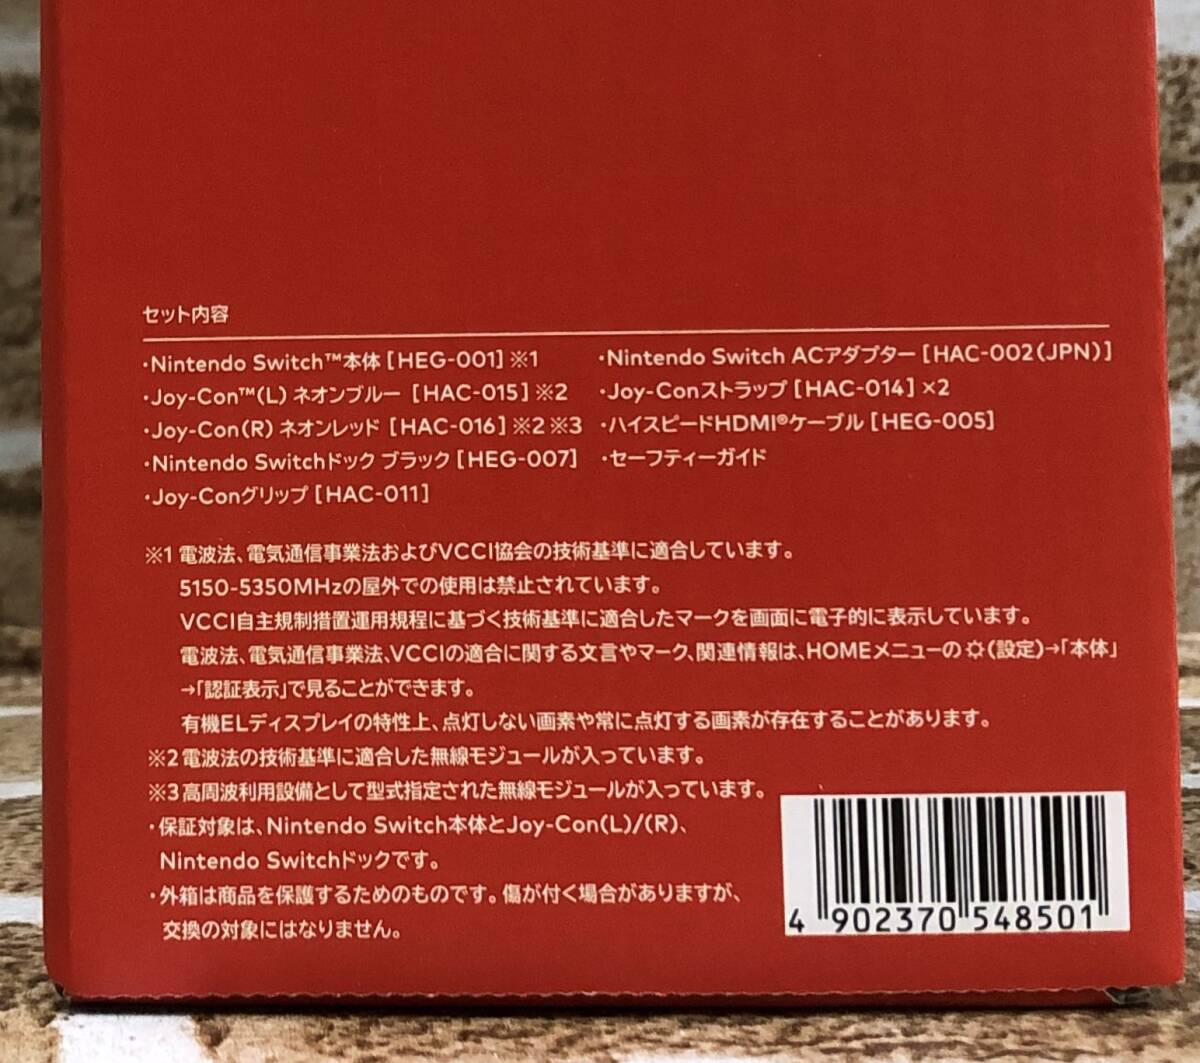 セット内容
・Nintendo Switch™本体[HEG-001]※1
・Joy-Con™(L) ネオンブルー [HAC-015]※2
・Joy-Con(R) ネオンレッド [HAC-016]※2※3
・Nintendo Switchドック ブラック[HEG-007]
・Joy-Conグリップ[HAC-011]
・Nintendo Switch ACアダプター[HAC-002(JPN)]
・Joy-Conストラップ[HAC-014]×2
・ハイスピードHDMI®ケーブル[HEG-005]
・セーフティーガイド
※1 電波法、電気通信事業法およびVCCI協会の技術基準に適合しています。
5150-5350MHzの屋外での使用は禁止されています。
VCCI自主規制措置運用規程に基づく技術基準に適合したマークを画面に電子的に表示しています。
電波法、電気通信事業法、VCCIの適合に関する文言やマーク、関連情報は、HOMEメニューの(設定)→「本体」
→「認証表示」で見ることができます。
有機ELディスプレイの特性上、点灯しない画素や常に点灯する画素が存在することがあります。
※2 電波法の技術基準に適合した無線モジュールが入っています。
※3 高周波利用設備として型式指定された無線モジュールが入っています。
・保証対象は、Nintendo Switch本体とJoy-Con(L)/(R)、
Nintendo Switchドックです。
・外箱は商品を保護するためのものです。傷が付く場合がありますが、
交換の対象にはなりません。
4 902370 548501